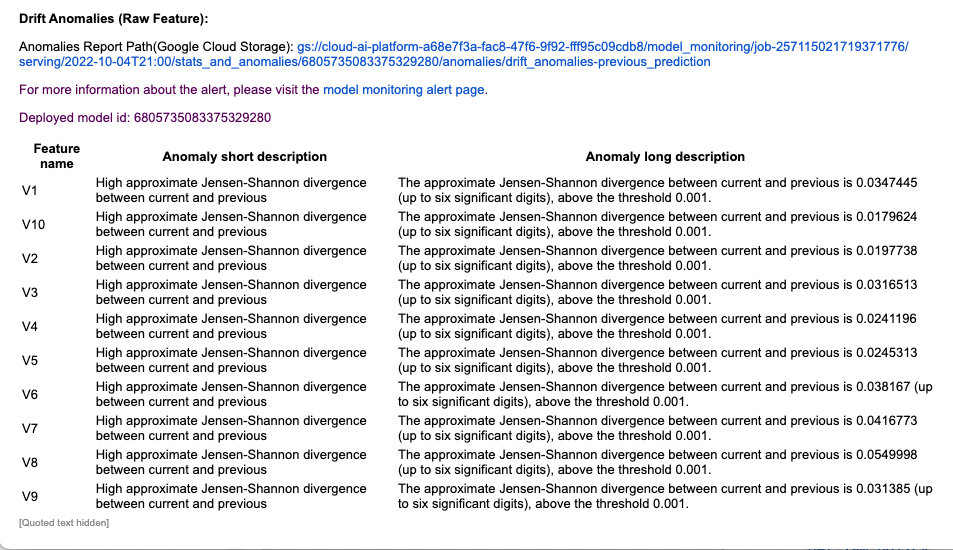 Drift Anomalies (Raw Feature):
Anomalies Report Path(Google Cloud Storage): gs://cloud-ai-platform-a68e7f3a-fac8-47f6-9f92-fff95c09cdb8/model_monitoring/job-257115021719371776/
serving/2022-10-04T21:00/stats_and_anomalies/6805735083375329280/anomalies/drift_anomalies-previous_prediction
For more information about the alert, please visit the model monitoring alert page.
Deployed model id: 6805735083375329280
Feature
name
Anomaly short description
Anomaly long description
V1
High approximate Jensen-Shannon divergence
between current and previous
The approximate Jensen-Shannon divergence between current and previous is 0.0347445
(up to six significant digits), above the threshold 0.001.
V10
High approximate Jensen-Shannon divergence
between current and previous
The approximate Jensen-Shannon divergence between current and previous is 0.0179624
(up to six significant digits), above the threshold 0.001.
V2
High approximate Jensen-Shannon divergence
between current and previous
The approximate Jensen-Shannon divergence between current and previous is 0.0197738
(up to six significant digits), above the threshold 0.001.
V3
High approximate Jensen-Shannon divergence
between current and previous
The approximate Jensen-Shannon divergence between current and previous is 0.0316513
(up to six significant digits), above the threshold 0.001.
V4
High approximate Jensen-Shannon divergence
between current and previous
The approximate Jensen-Shannon divergence between current and previous is 0.0241196
(up to six significant digits), above the threshold 0.001.
V5
High approximate Jensen-Shannon divergence
between current and previous
The approximate Jensen-Shannon divergence between current and previous is 0.0245313
(up to six significant digits), above the threshold 0.001.
V6
High approximate Jensen-Shannon divergence
between current and previous
The approximate Jensen-Shannon divergence between current and previous is 0.038167 (up
to six significant digits), above the threshold 0.001.
V7
High approximate Jensen-Shannon divergence
between current and previous
The approximate Jensen-Shannon divergence between current and previous is 0.0416773
(up to six significant digits), above the threshold 0.001.
V8
High approximate Jensen-Shannon divergence
between current and previous
The approximate Jensen-Shannon divergence between current and previous is 0.0549998
(up to six significant digits), above the threshold 0.001.
V9
High approximate Jensen-Shannon divergence
between current and previous
The approximate Jensen-Shannon divergence between current and previous is 0.031385 (up
to six significant digits), above the threshold 0.001.
[Quoted text hidden]